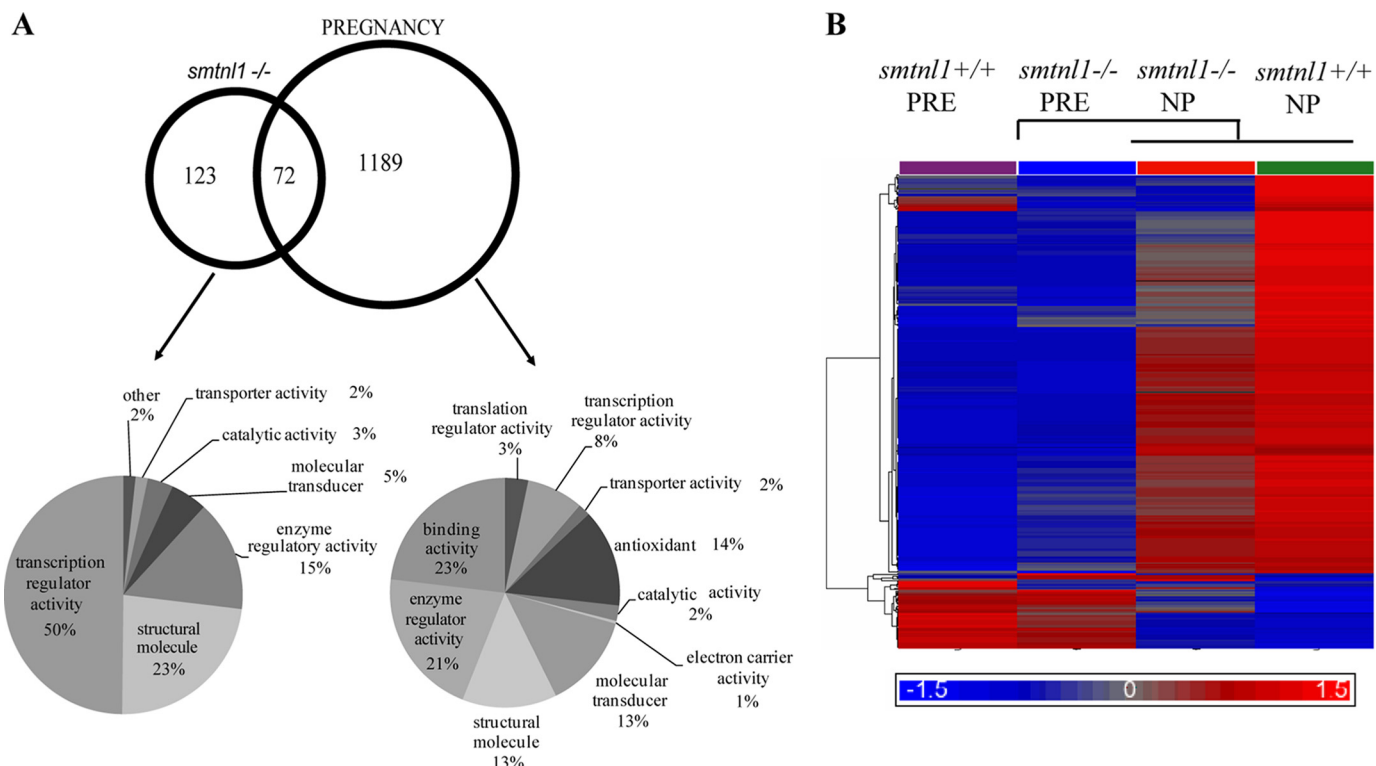 A
PREGNANCY
smtnl1 -/-
123
72
1189
other
2%
transporter activity 2%
catalytic activity 3%
molecular
transducer 5%
enzyme
regulatory activity
15%
transcription
regulator
activity
50%
structural
molecule
23%
translation
regulator activity
3%
transcription
regulator activity
8%
transporter activity 2%
antioxidant 14%
catalytic activity
2%
electron carrier
activity
1%
molecular
transducer
13%
structural
molecule
13%
enzyme
regulator
activity
21%
binding
activity
23%
B
smtnl1+/+ smtnl1-/- smtnl1-/- smtnl1+/+
PRE PRE NP NP
-1.5 0 1.5